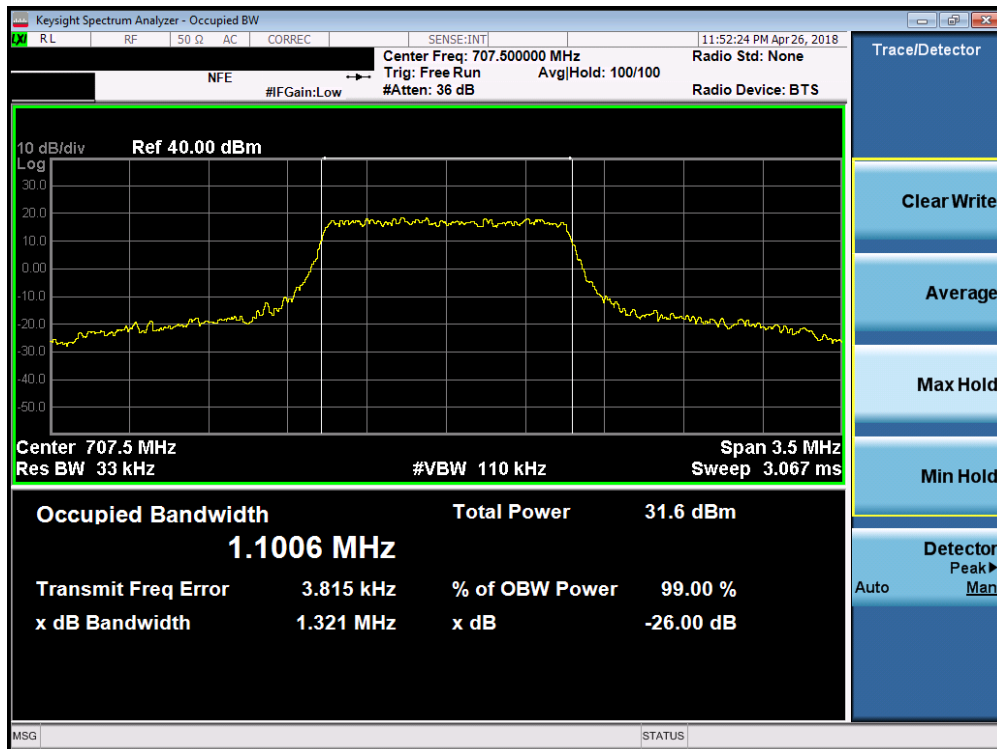 Keysight Spectrum Analyzer - Occupied BW
LXI RL RF 50 Ω AC CORREC SENSE:INT 11:52:24 PM Apr 26, 2018
Center Freq: 707.500000 MHz Radio Std: None
NFE Trig: Free Run Avg|Hold: 100/100
#IFGain:Low #Atten: 36 dB Radio Device: BTS
10 dB/div Ref 40.00 dBm
Log
30.0
20.0
10.0
0.00
-10.0
-20.0
-30.0
-40.0
-50.0
Center 707.5 MHz Span 3.5 MHz
Res BW 33 kHz #VBW 110 kHz Sweep 3.067 ms
Occupied Bandwidth Total Power 31.6 dBm
1.1006 MHz
Transmit Freq Error 3.815 kHz % of OBW Power 99.00 %
x dB Bandwidth 1.321 MHz x dB -26.00 dB
MSG STATUS
Trace/Detector
Clear Write
Average
Max Hold
Min Hold
Detector
Peak▶
Auto Man